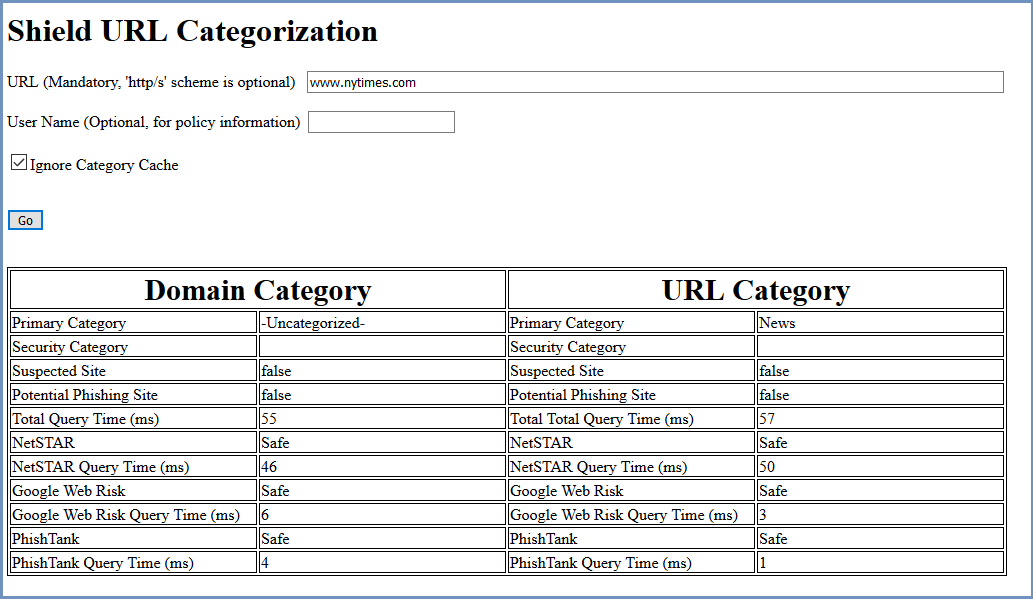 Shield URL Categorization
URL (Mandatory, 'http/s' scheme is optional) www.nytimes.com
User Name (Optional, for policy information)
Ignore Category Cache
Go
Domain Category URL Category
Primary Category -Uncategorized- Primary Category News
Security Category Security Category
Suspected Site false Suspected Site false
Potential Phishing Site false Potential Phishing Site false
Total Query Time (ms) 55 Total Total Query Time (ms) 57
NetSTAR Safe NetSTAR Safe
NetSTAR Query Time (ms) 46 NetSTAR Query Time (ms) 50
Google Web Risk Safe Google Web Risk Safe
Google Web Risk Query Time (ms) 6 Google Web Risk Query Time (ms) 3
PhishTank Safe PhishTank Safe
PhishTank Query Time (ms) 4 PhishTank Query Time (ms) 1